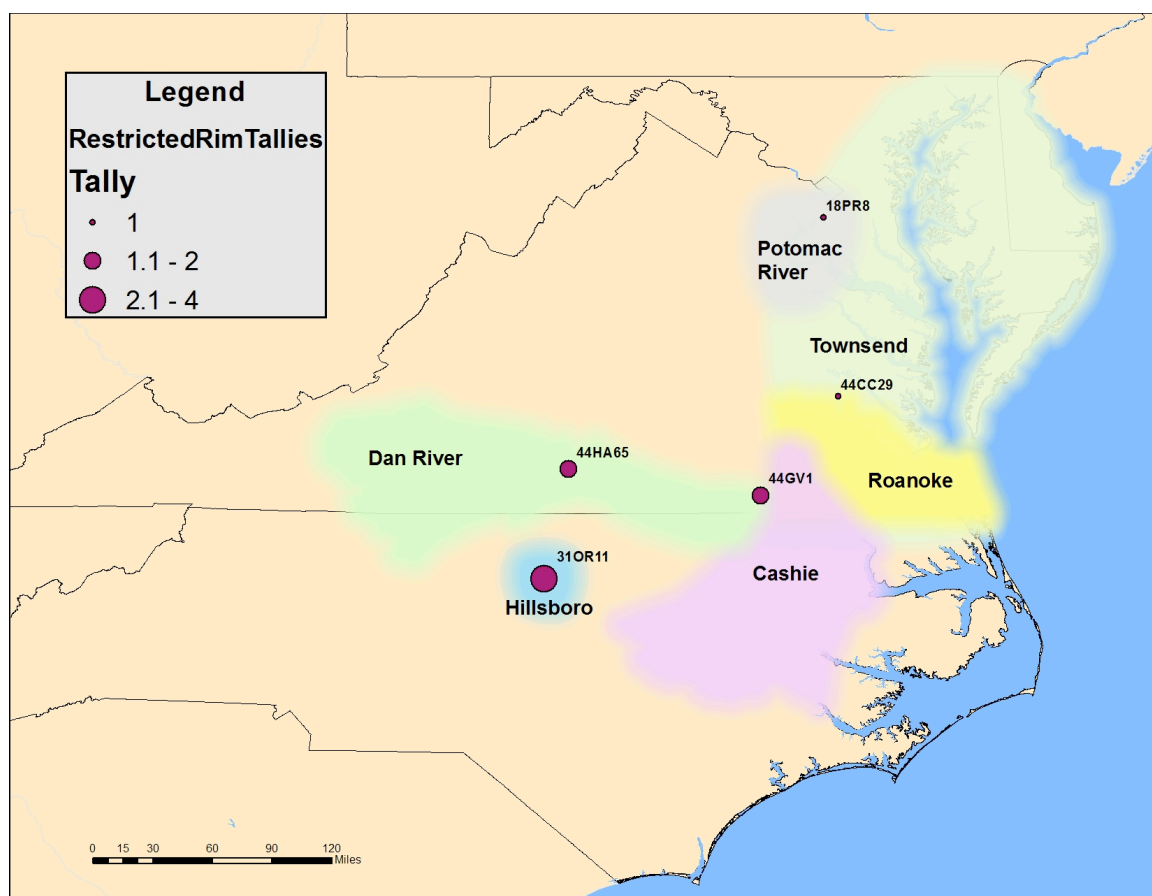 Legend
RestrictedRimTallies
Tally
1
1.1 - 2
2.1 - 4
18PR8
Potomac
River
Townsend
44CC29
Dan River
44HA65
44GV1
Roanoke
31OR11
Hillsboro
Cashie
0 15 30 60 90 120
Miles